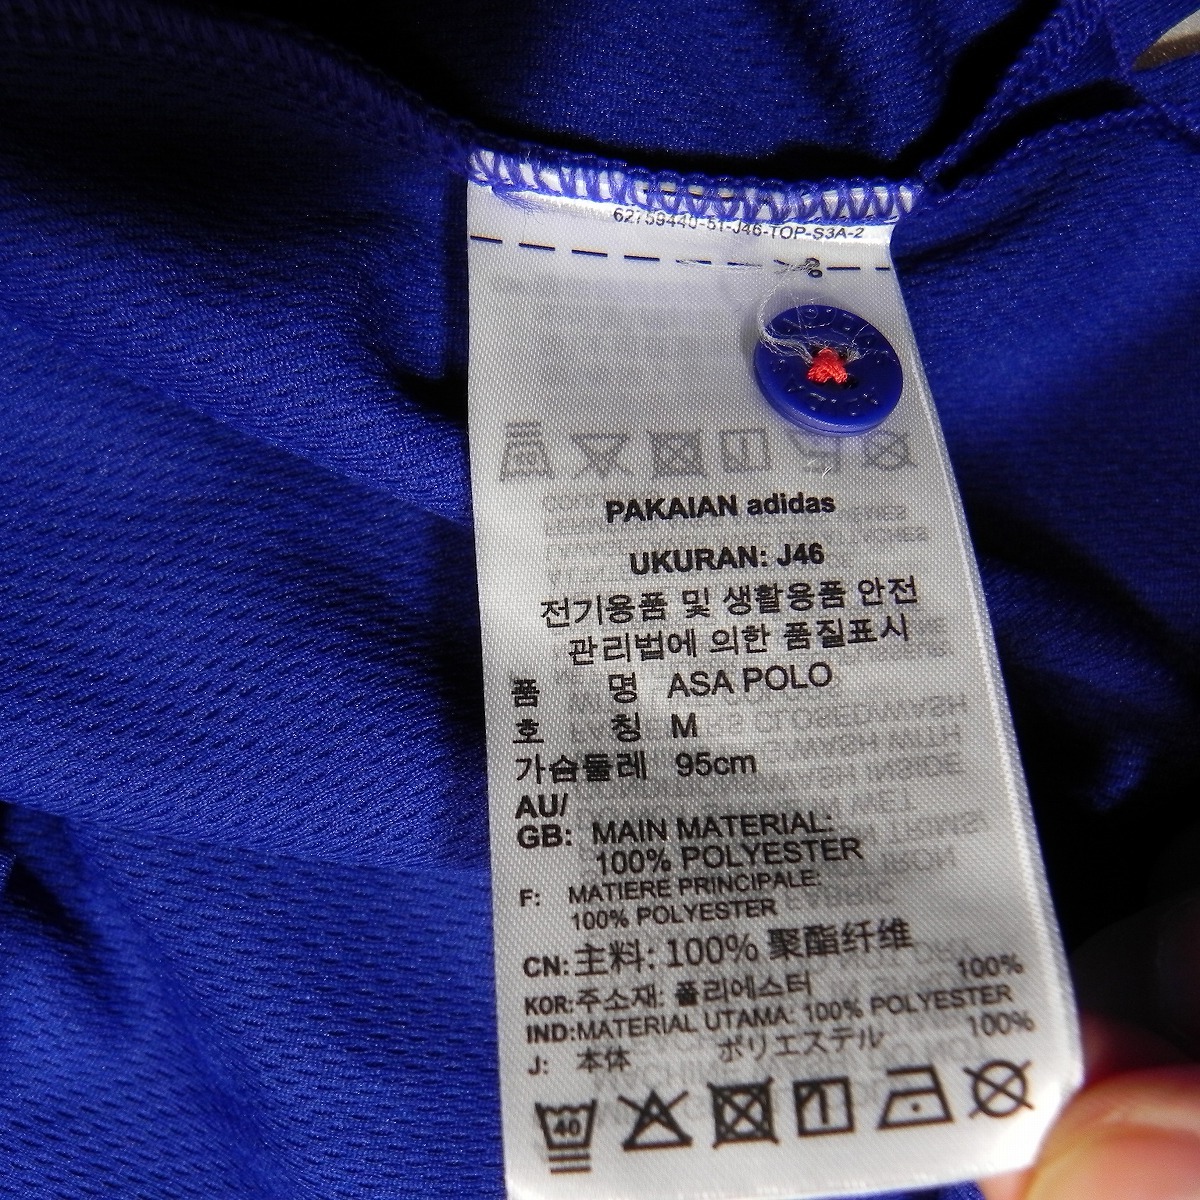 62759440-51-J46-TOP-S3A-2
PAKAIAN adidas
UKURAN: J46
전기용품 및 생활용품 안전
관리법에 의한 품질표시
품 명 ASA POLO
호 칭 M
가슴둘레 95cm
AU/
GB: MAIN MATERIAL:
100% POLYESTER
F: MATIERE PRINCIPALE:
100% POLYESTER
CN: 主料: 100% 聚酯纤维
KOR: 주소재: 폴리에스터 100%
IND: MATERIAL UTAMA: 100% POLYESTER
J: 本体 ポリエステル 100%
40